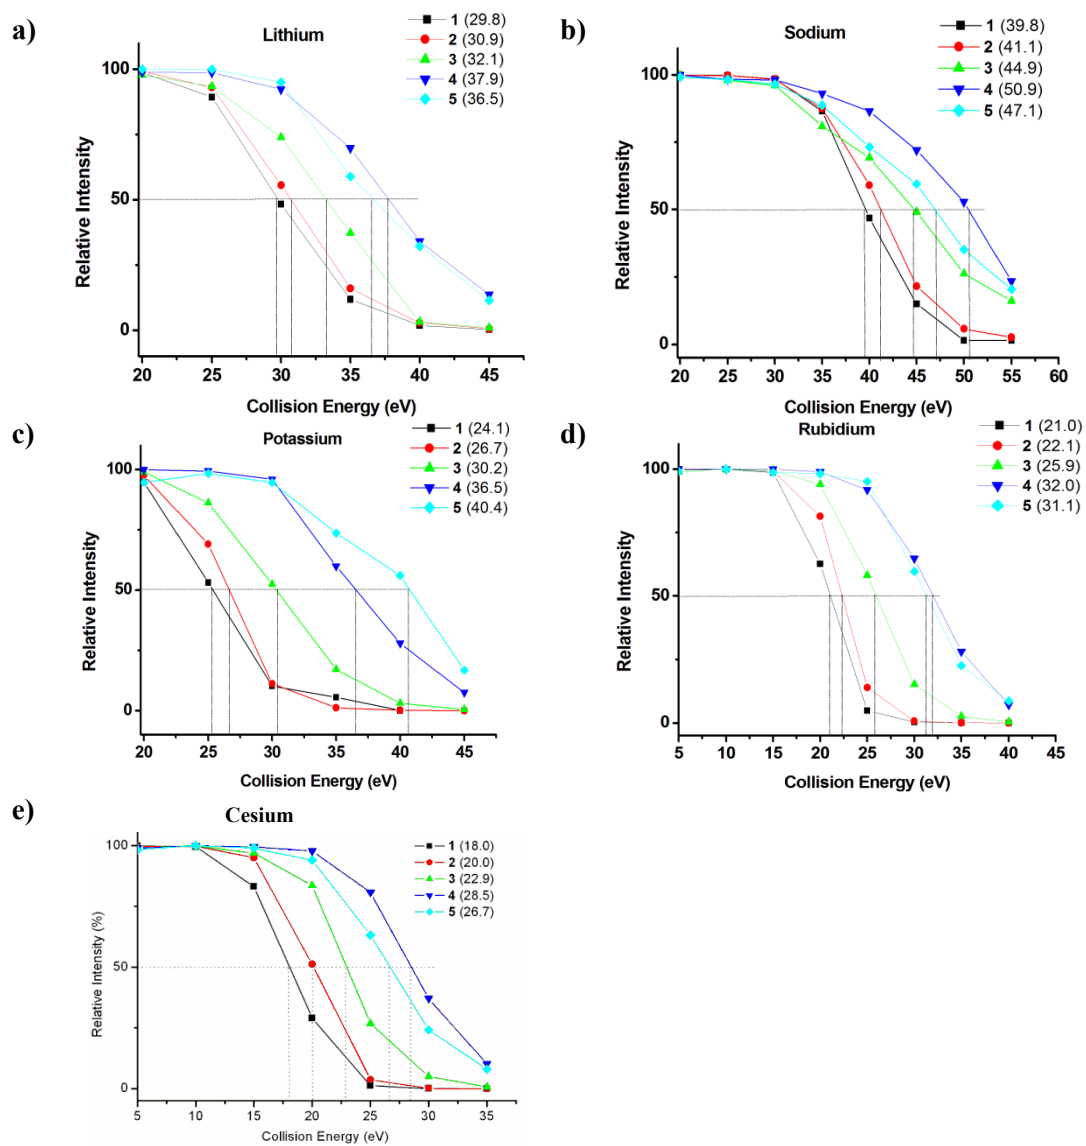 a)
Lithium
1 (29.8)
2 (30.9)
3 (32.1)
4 (37.9)
5 (36.5)
Relative Intensity
100
50
0
20 25 30 35 40 45
Collision Energy (eV)
b)
Sodium
1 (39.8)
2 (41.1)
3 (44.9)
4 (50.9)
5 (47.1)
Relative Intensity
100
50
0
20 25 30 35 40 45 50 55 60
Collision Energy (eV)
c)
Potassium
1 (24.1)
2 (26.7)
3 (30.2)
4 (36.5)
5 (40.4)
Relative Intensity
100
50
0
20 25 30 35 40 45
Collision Energy (eV)
d)
Rubidium
1 (21.0)
2 (22.1)
3 (25.9)
4 (32.0)
5 (31.1)
Relative Intensity
100
50
0
5 10 15 20 25 30 35 40 45
Collision Energy (eV)
e)
Cesium
1 (18.0)
2 (20.0)
3 (22.9)
4 (28.5)
5 (26.7)
Relative Intensity (%)
100
50
0
5 10 15 20 25 30 35
Collision Energy (eV)